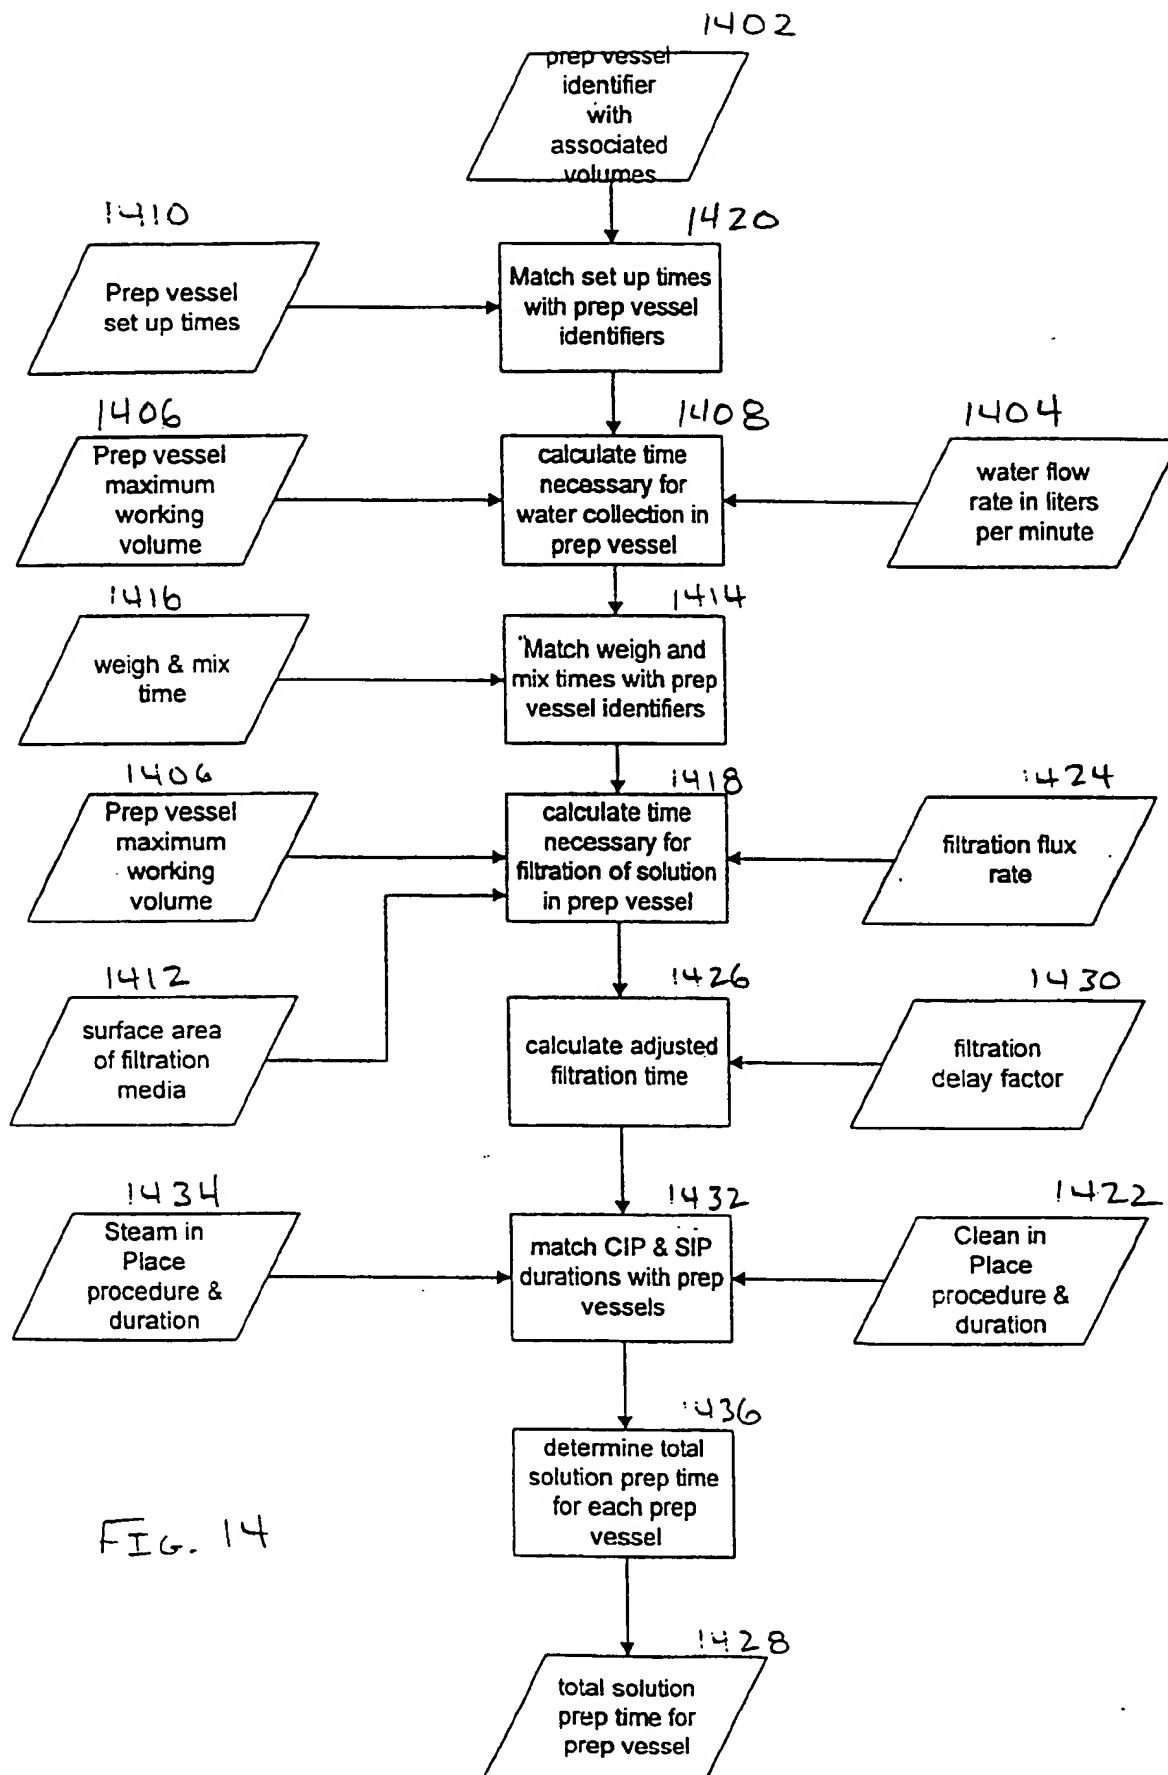 1402
prep vessel
identifier
with
associated
volumes
1410
Prep vessel
set up times
1420
Match set up times
with prep vessel
identifiers
1406
Prep vessel
maximum
working
volume
1408
calculate time
necessary for
water collection in
prep vessel
1404
water flow
rate in liters
per minute
1416
weigh & mix
time
1414
Match weigh and
mix times with prep
vessel identifiers
1406
Prep vessel
maximum
working
volume
1418
calculate time
necessary for
filtration of solution
in prep vessel
1424
filtration flux
rate
1412
surface area
of filtration
media
1426
calculate adjusted
filtration time
1430
filtration
delay factor
1434
Steam in
Place
procedure &
duration
1432
match CIP & SIP
durations with prep
vessels
1422
Clean in
Place
procedure &
duration
1436
determine total
solution prep time
for each prep
vessel
FIG. 14
1428
total solution
prep time for
prep vessel